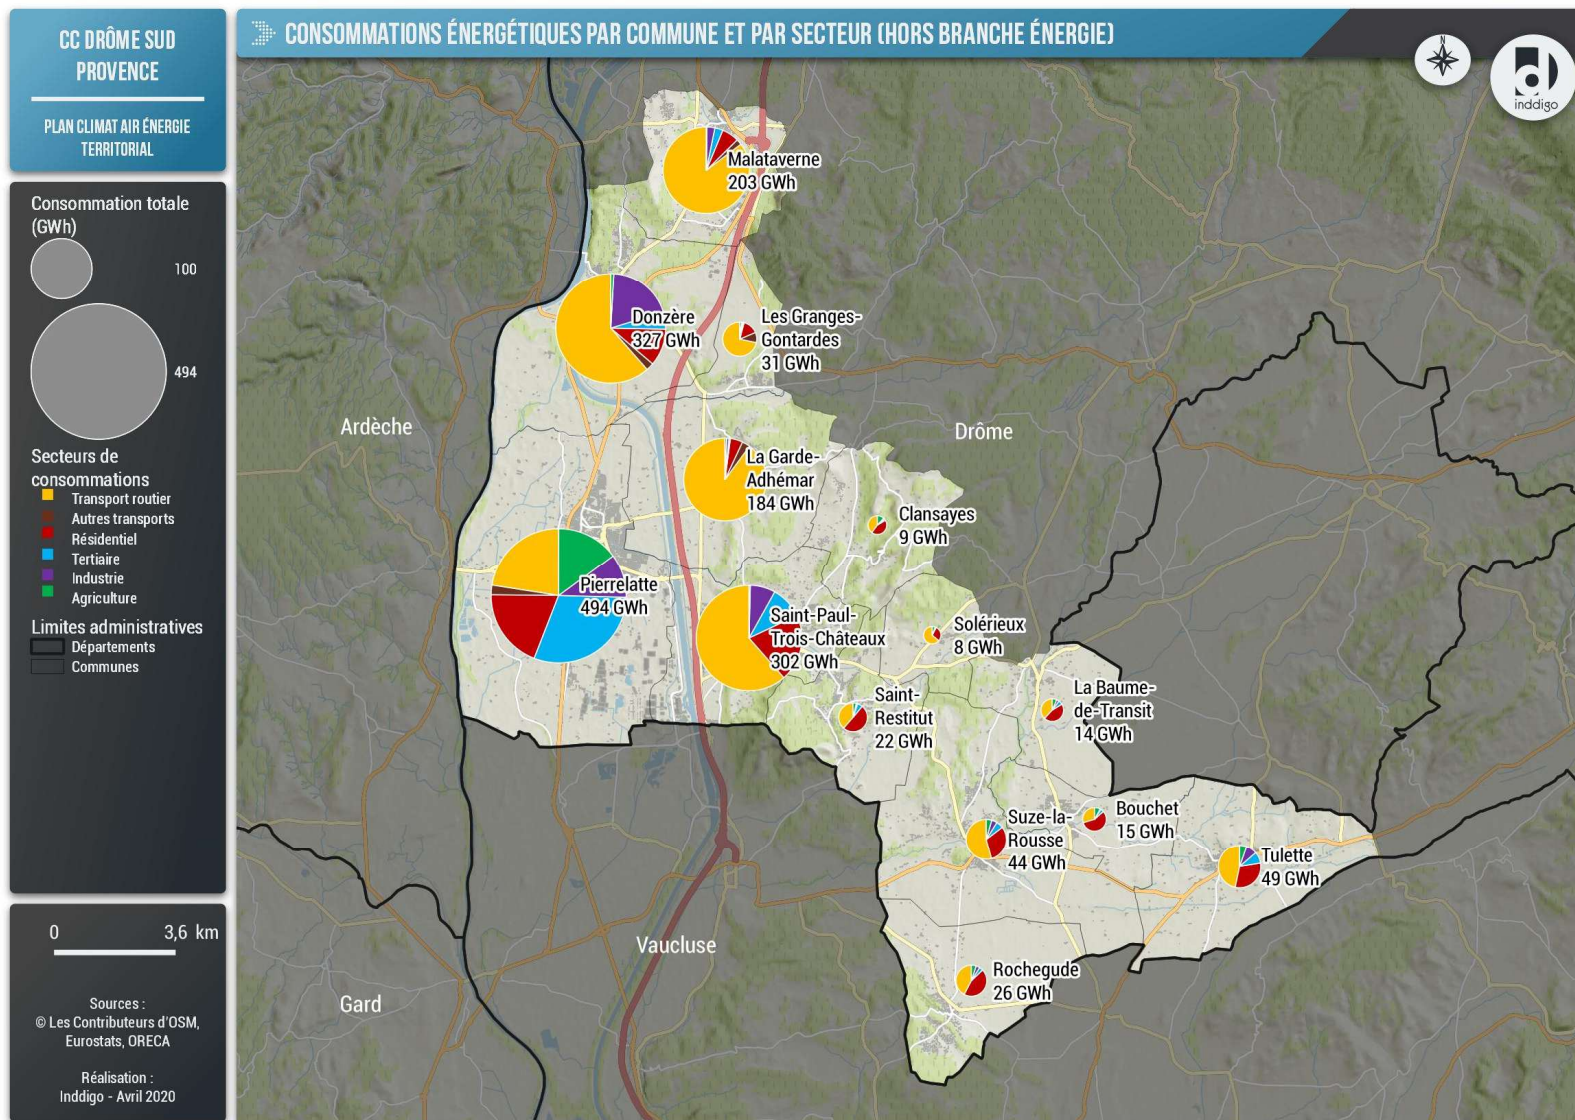 CC DRÔME SUD
PROVENCE
PLAN CLIMAT AIR ÉNERGIE
TERRITORIAL
CONSOMMATIONS ÉNERGÉTIQUES PAR COMMUNE ET PAR SECTEUR (HORS BRANCHE ÉNERGIE)
N
inddigo
Consommation totale
(GWh)
100
494
Secteurs de
consommations
Transport routier
Autres transports
Résidentiel
Tertiaire
Industrie
Agriculture
Limites administratives
Départements
Communes
0 3,6 km
Sources :
© Les Contributeurs d'OSM,
Eurostats, ORECA
Réalisation :
Inddigo - Avril 2020
Malataverne
203 GWh
Donzère
327 GWh
Les Granges-
Gontardes
31 GWh
Ardèche
Drôme
La Garde-
Adhémar
184 GWh
Clansayes
9 GWh
Pierrelatte
494 GWh
Saint-Paul-
Trois-Châteaux
302 GWh
Solérieux
8 GWh
Saint-
Restitut
22 GWh
La Baume-
de-Transit
14 GWh
Suze-la-
Rousse
44 GWh
Bouchet
15 GWh
Tulette
49 GWh
Vaucluse
Gard
Rochegude
26 GWh